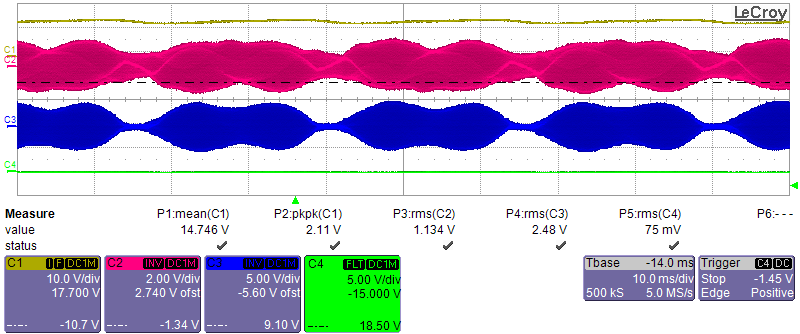 LeCroy
C1
C2
C3
C4
Measure P1:mean(C1) P2:pkpk(C1) P3:rms(C2) P4:rms(C3) P5:rms(C4) P6:- - -
value 14.746 V 2.11 V 1.134 V 2.48 V 75 mV
status ✓ ✓ ✓ ✓ ✓
C1 DC1M C2 INV DC1M C3 INV DC1M C4 FLT DC1M Tbase -14.0 ms Trigger C4 DC
10.0 V/div 2.00 V/div 5.00 V/div 5.00 V/div 10.0 ms/div Stop -1.45 V
17.700 V 2.740 V ofst -5.60 V ofst -15.000 V 500 kS 5.0 MS/s Edge Positive
-10.7 V -1.34 V 9.10 V 18.50 V